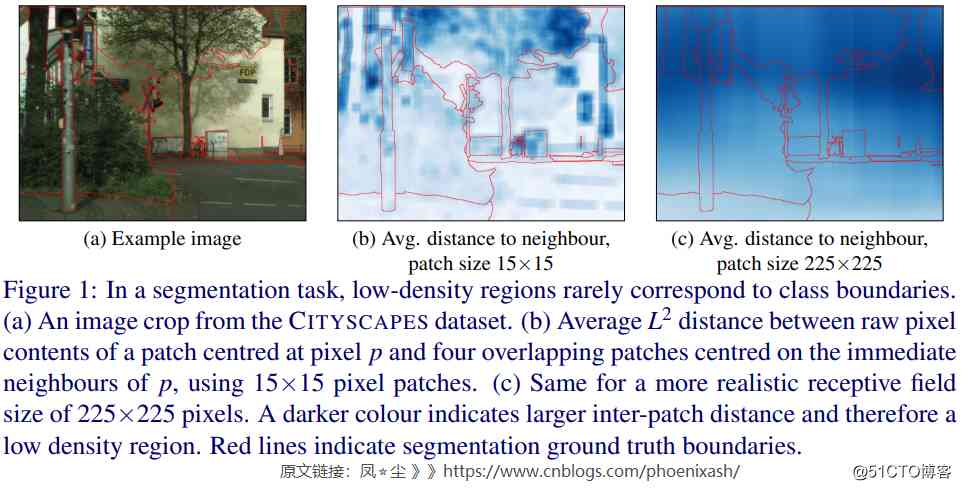 FDP
(a) Example image
(b) Avg. distance to neighbour,
patch size 15×15
(c) Avg. distance to neighbour,
patch size 225×225
Figure 1: In a segmentation task, low-density regions rarely correspond to class boundaries.
(a) An image crop from the CITYSCAPES dataset. (b) Average L² distance between raw pixel
contents of a patch centred at pixel p and four overlapping patches centred on the immediate
neighbours of p, using 15×15 pixel patches. (c) Same for a more realistic receptive field
size of 225×225 pixels. A darker colour indicates larger inter-patch distance and therefore a
low density region. Red lines indicate segmentation ground truth boundaries.
原文链接：凤☆尘 》》https://www.cnblogs.com/phoenixash/
@51CTO博客